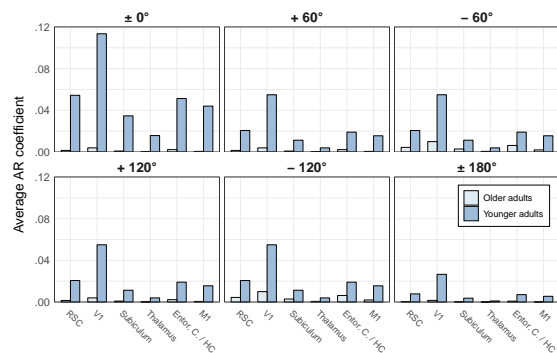 ± 0°
+ 60°
− 60°
.12
.08
.04
.00
Average AR coefficient
+ 120°
− 120°
± 180°
.12
.08
.04
.00
Older adults
Younger adults
RSC
V1
Subiculum
Thalamus
Entor. C. / HC
M1
RSC
V1
Subiculum
Thalamus
Entor. C. / HC
M1
RSC
V1
Subiculum
Thalamus
Entor. C. / HC
M1